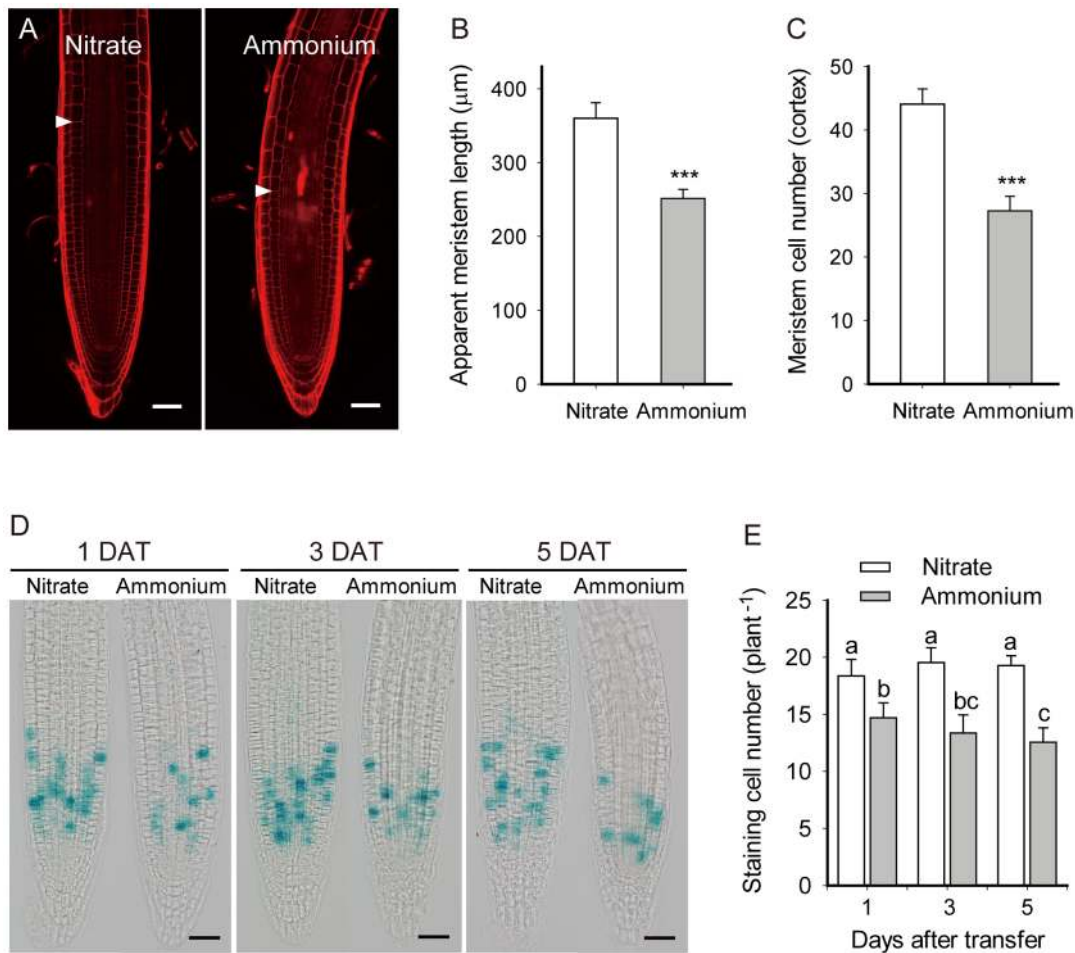 A
Nitrate
Ammonium
B
Apparent meristem length (μm)
400
300
200
100
0
Nitrate
Ammonium
***
C
Meristem cell number (cortex)
50
40
30
20
10
0
Nitrate
Ammonium
***
D
1 DAT
3 DAT
5 DAT
Nitrate
Ammonium
Nitrate
Ammonium
Nitrate
Ammonium
E
Nitrate
Ammonium
Staining cell number (plant⁻¹)
25
20
15
10
5
0
a
b
a
bc
a
c
1
3
5
Days after transfer